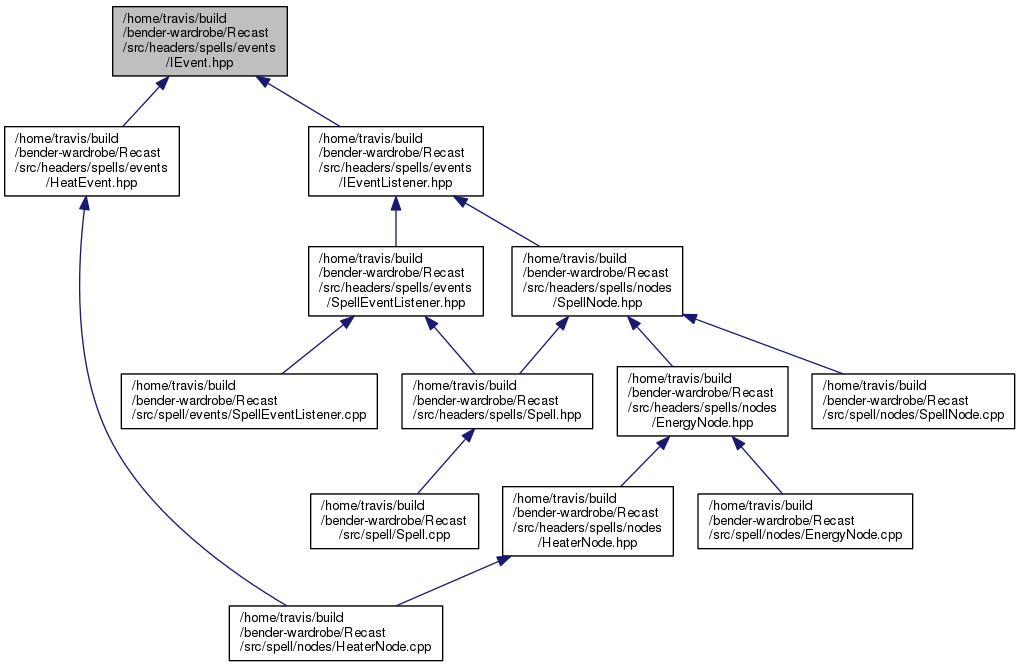 /home/travis/build
/bender-wardrobe/Recast
/src/headers/spells/events
/IEvent.hpp
/home/travis/build
/bender-wardrobe/Recast
/src/headers/spells/events
/HeatEvent.hpp
/home/travis/build
/bender-wardrobe/Recast
/src/headers/spells/events
/IEventListener.hpp
/home/travis/build
/bender-wardrobe/Recast
/src/headers/spells/events
/SpellEventListener.hpp
/home/travis/build
/bender-wardrobe/Recast
/src/headers/spells/nodes
/SpellNode.hpp
/home/travis/build
/bender-wardrobe/Recast
/src/spell/events/SpellEventListener.cpp
/home/travis/build
/bender-wardrobe/Recast
/src/headers/spells/Spell.hpp
/home/travis/build
/bender-wardrobe/Recast
/src/headers/spells/nodes
/EnergyNode.hpp
/home/travis/build
/bender-wardrobe/Recast
/src/spell/nodes/SpellNode.cpp
/home/travis/build
/bender-wardrobe/Recast
/src/spell/Spell.cpp
/home/travis/build
/bender-wardrobe/Recast
/src/headers/spells/nodes
/HeaterNode.hpp
/home/travis/build
/bender-wardrobe/Recast
/src/spell/nodes/EnergyNode.cpp
/home/travis/build
/bender-wardrobe/Recast
/src/spell/nodes/HeaterNode.cpp